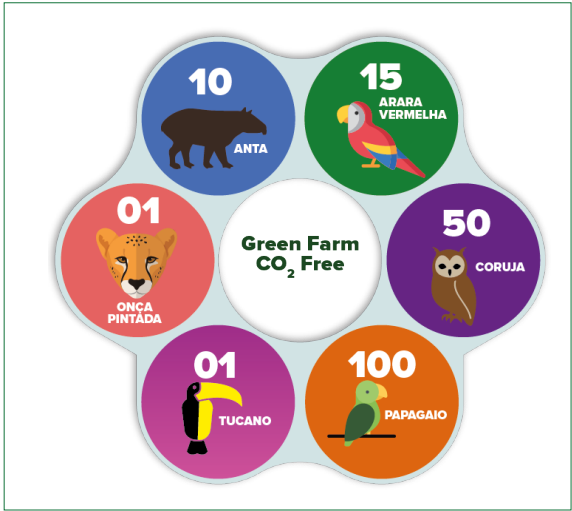 10
ANTA
15
ARARA
VERMELHA
01
ONÇA
PINTADA
Green Farm
CO₂ Free
50
CORUJA
01
TUCANO
100
PAPAGAIO